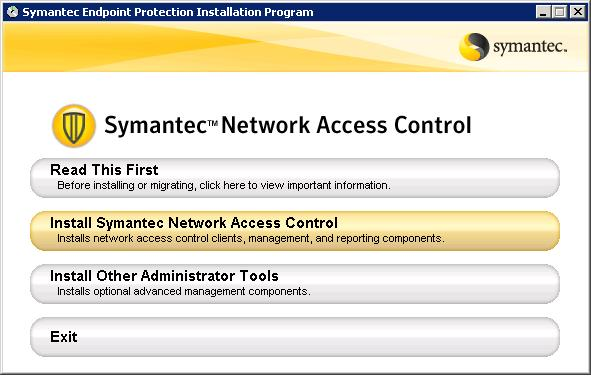 Symantec Endpoint Protection Installation Program
symantec.
Symantec™ Network Access Control
Read This First
Before installing or migrating, click here to view important information.
Install Symantec Network Access Control
Installs network access control clients, management, and reporting components.
Install Other Administrator Tools
Installs optional advanced management components.
Exit